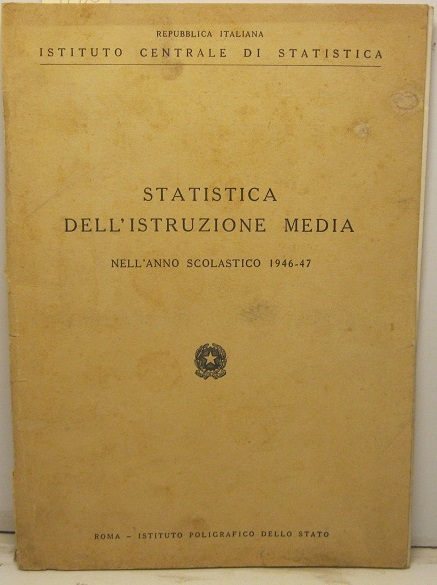 REPUBBLICA ITALIANA
ISTITUTO CENTRALE DI STATISTICA
STATISTICA
DELL'ISTRUZIONE MEDIA
NELL'ANNO SCOLASTICO 1946-47
ROMA - ISTITUTO POLIGRAFICO DELLO STATO